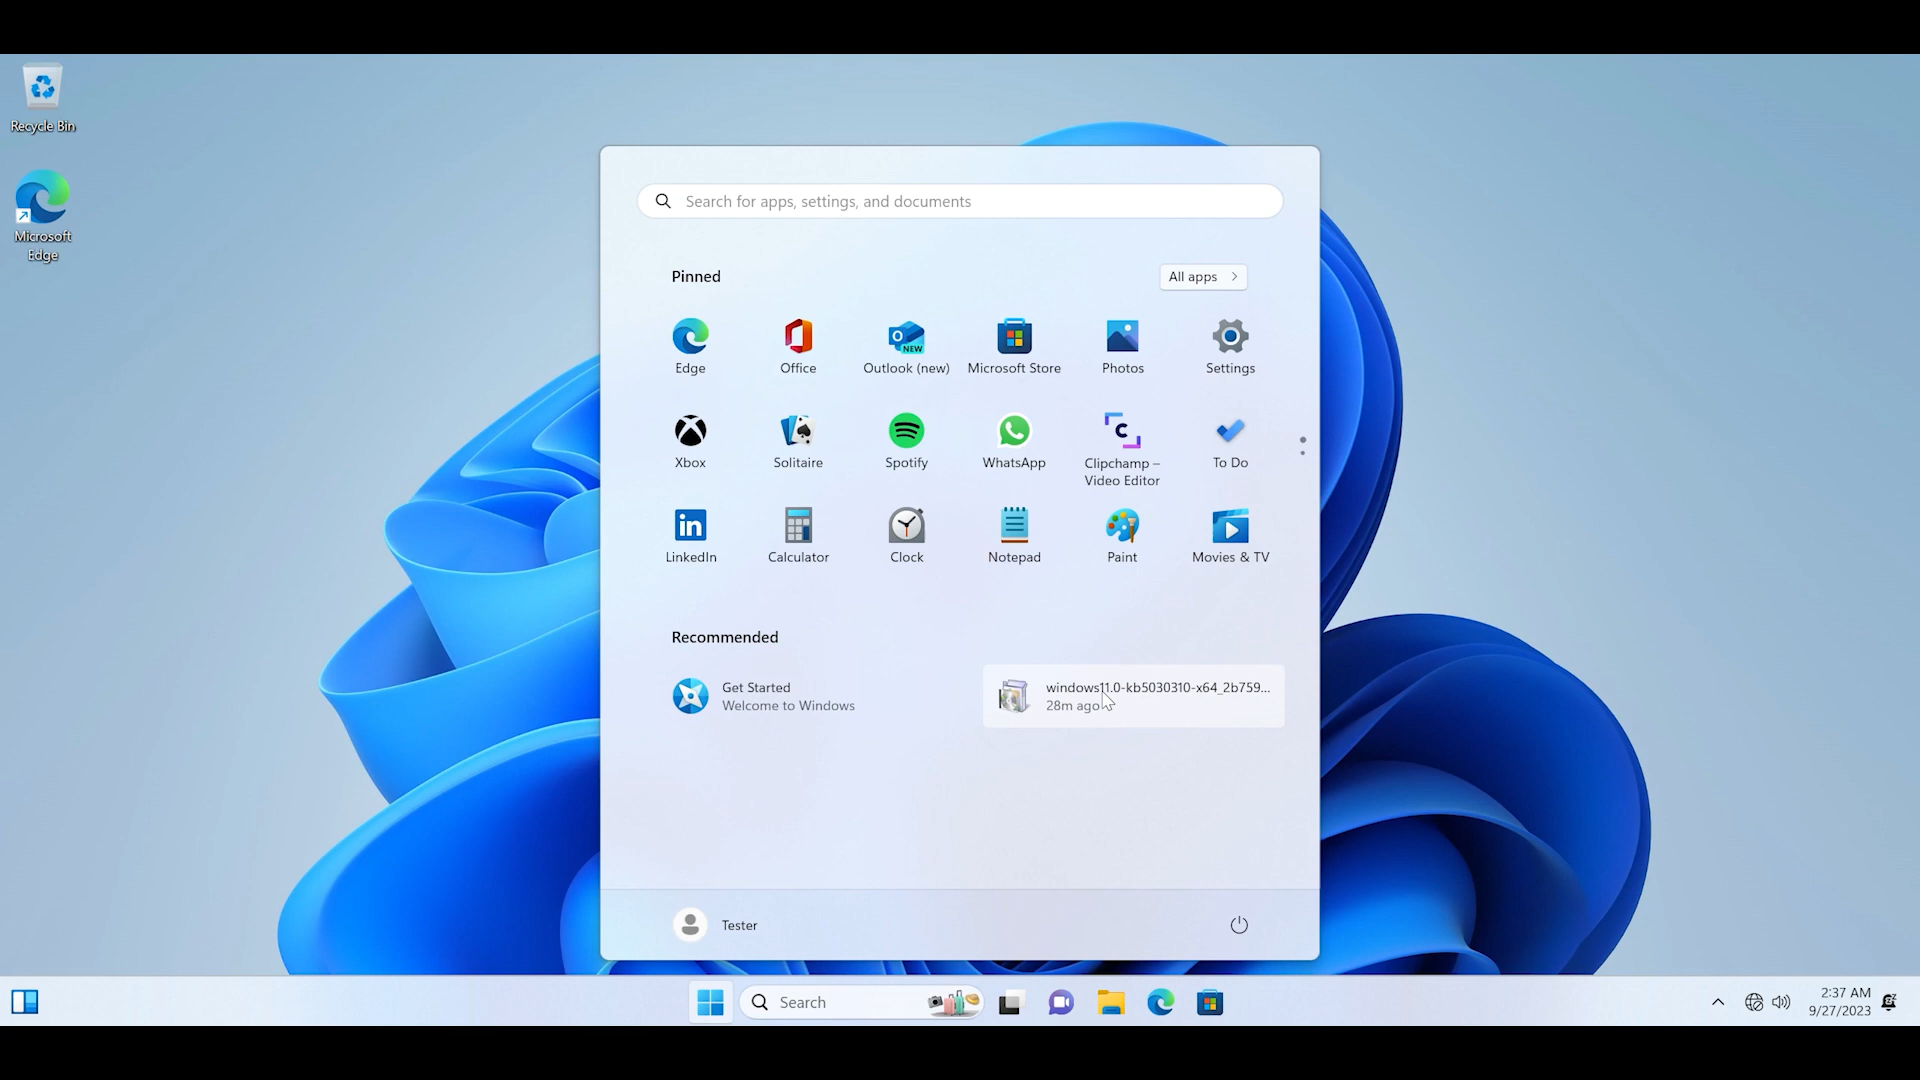 Recycle Bin
Microsoft
Edge
Search for apps, settings, and documents
Pinned
All apps
Edge
Office
NEW
Outlook (new)
Microsoft Store
Photos
Settings
Xbox
Solitaire
Spotify
WhatsApp
Clipchamp –
Video Editor
To Do
in
LinkedIn
Calculator
Clock
Notepad
Paint
Movies & TV
Recommended
Get Started
Welcome to Windows
windows11.0-kb5030310-x64_2b759...
28m ago
Tester
Search
2:37 AM
9/27/2023